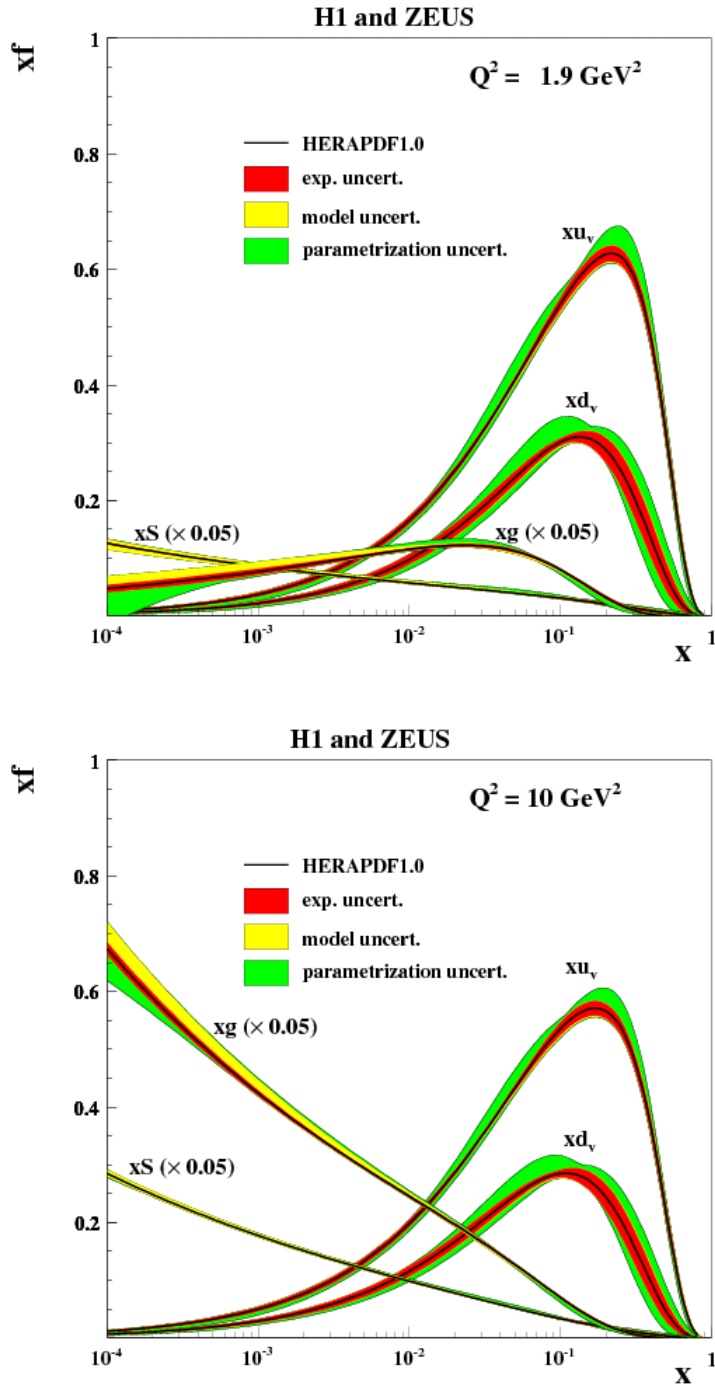 H1 and ZEUS
xf
1
Q² = 1.9 GeV²
0.8
HERAPDF1.0
exp. uncert.
model uncert.
parametrization uncert.
xuᵥ
0.6
0.4
xdᵥ
0.2
xS (× 0.05)
xg (× 0.05)
10⁻⁴
10⁻³
10⁻²
10⁻¹
1
x
H1 and ZEUS
xf
1
Q² = 10 GeV²
0.8
HERAPDF1.0
exp. uncert.
model uncert.
parametrization uncert.
xuᵥ
0.6
xg (× 0.05)
0.4
xdᵥ
xS (× 0.05)
0.2
10⁻⁴
10⁻³
10⁻²
10⁻¹
1
x